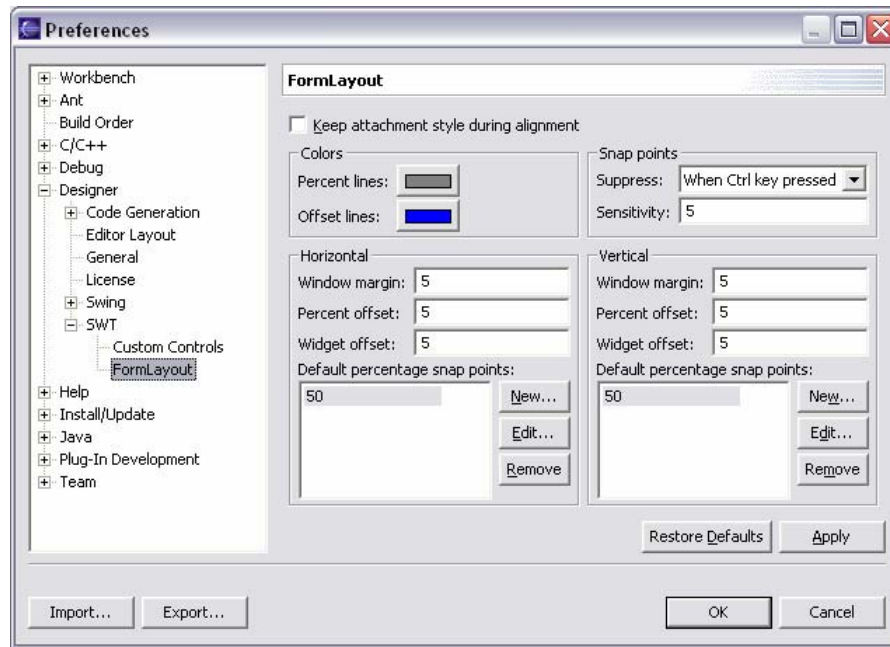 Preferences
Workbench
Ant
Build Order
C/C++
Debug
Designer
Code Generation
Editor Layout
General
License
Swing
SWT
Custom Controls
FormLayout
Help
Install/Update
Java
Plug-In Development
Team
FormLayout
Keep attachment style during alignment
Colors
Percent lines:
Offset lines:
Snap points
Suppress: When Ctrl key pressed
Sensitivity: 5
Horizontal
Window margin: 5
Percent offset: 5
Widget offset: 5
Default percentage snap points:
50
New...
Edit...
Remove
Vertical
Window margin: 5
Percent offset: 5
Widget offset: 5
Default percentage snap points:
50
New...
Edit...
Remove
Restore Defaults
Apply
Import...
Export...
OK
Cancel